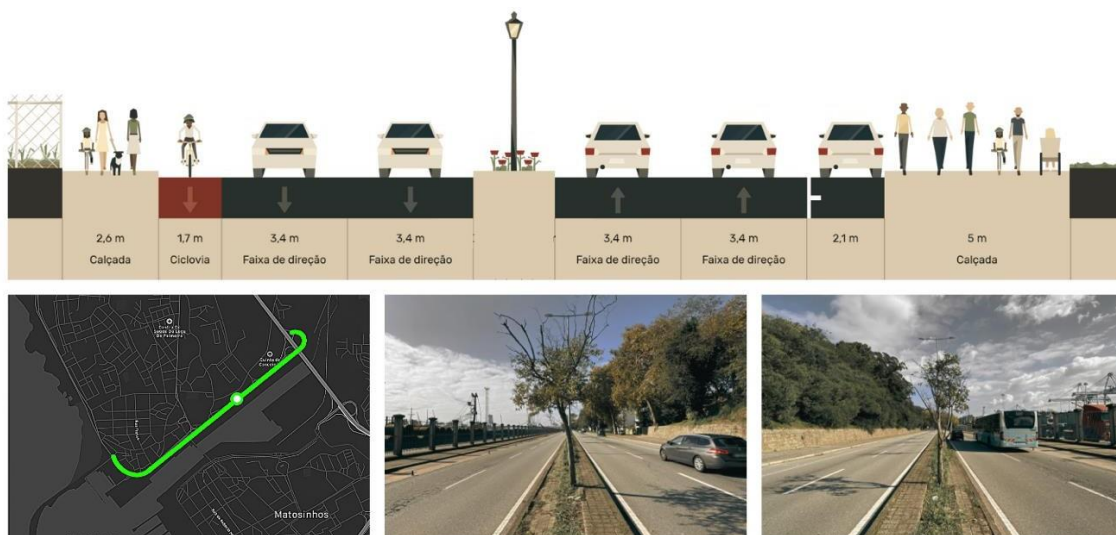 2,6 m
Calçada
1,7 m
Ciclovia
3,4 m
Faixa de direção
3,4 m
Faixa de direção
3,4 m
Faixa de direção
3,4 m
Faixa de direção
2,1 m
5 m
Calçada
Matosinhos